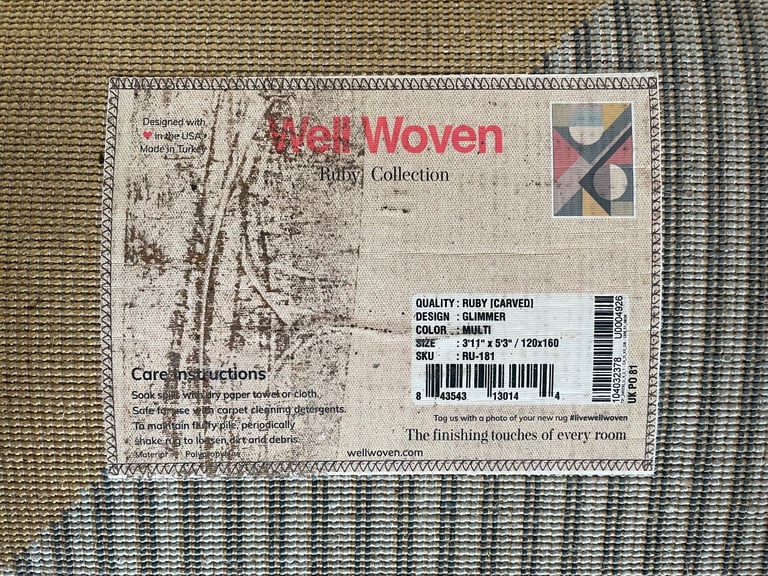 Designed with
♥ in the USA,
Made in Turkey
Well Woven
Ruby Collection
QUALITY : RUBY [CARVED]
DESIGN : GLIMMER
COLOR : MULTI
SIZE : 3'11" x 5'3" / 120x160
SKU : RU-181
8 43543 13014 4
104032378 U0004926
UK PO 81
Care Instructions
Soak spills with dry paper towel or cloth.
Safe for use with carpet cleaning detergents.
To maintain fluffy pile, periodically
shake rug to loosen dirt and debris.
Material : Polypropylene
Tag us with a photo of your new rug #livewellwoven
The finishing touches of every room
wellwoven.com